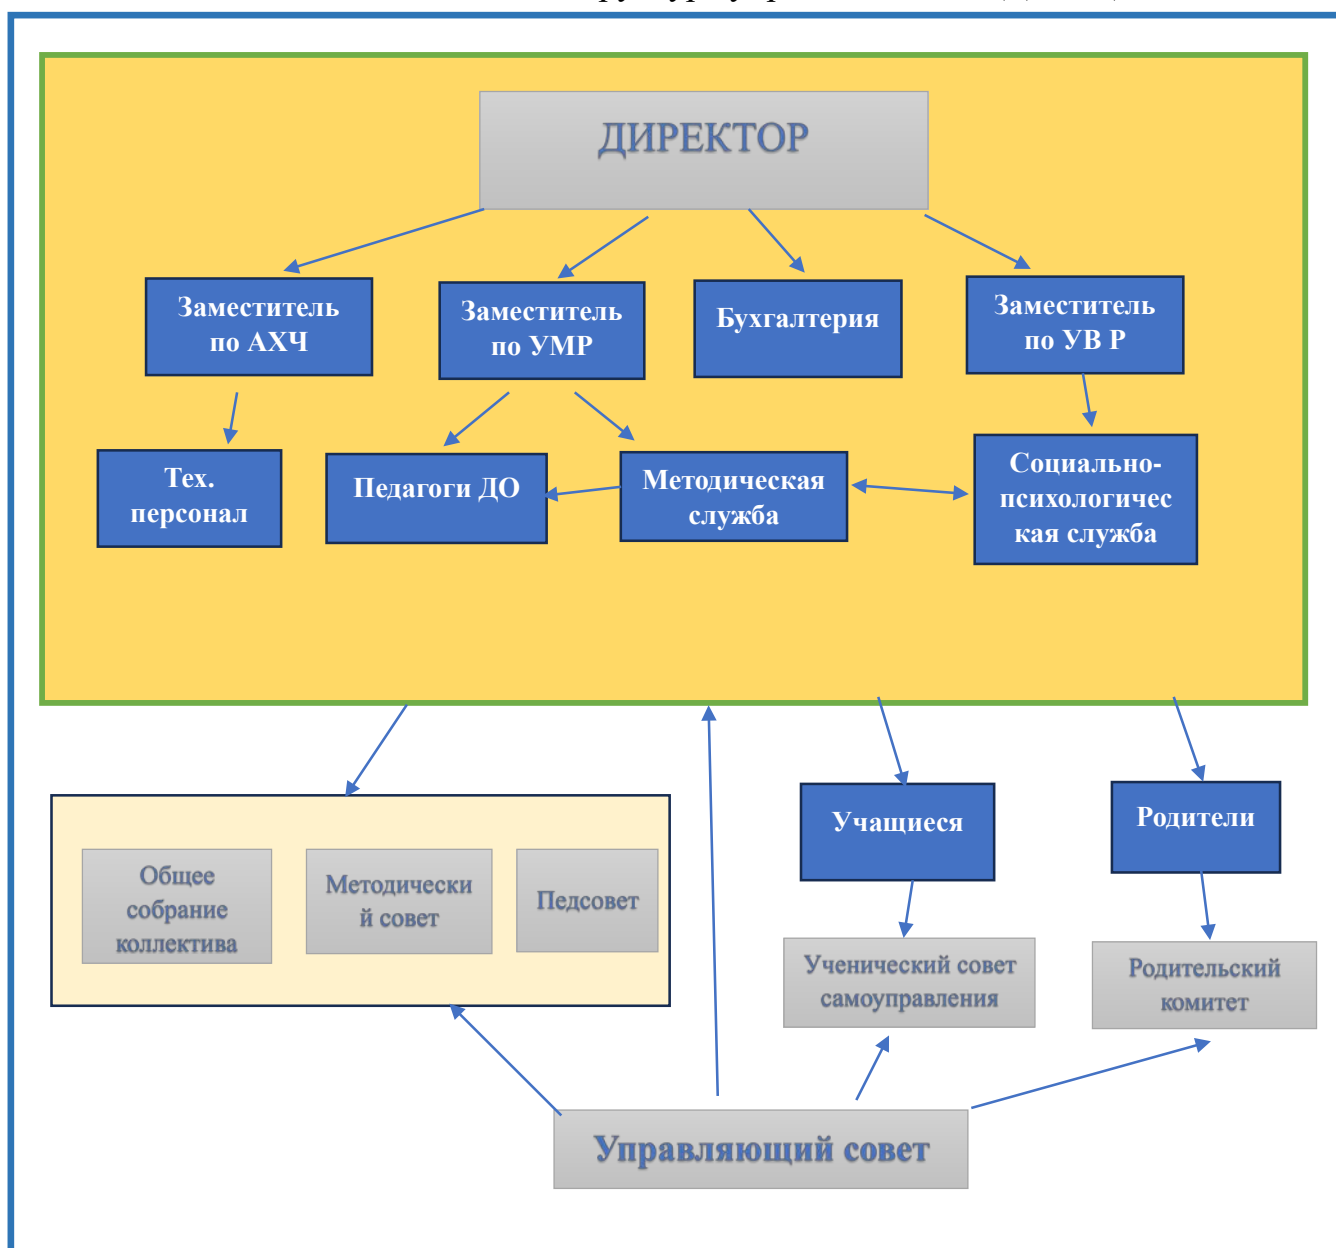 ДИРЕКТОР
Заместитель
по АХЧ
Заместитель
по УМР
Бухгалтерия
Заместитель
по УВ Р
Тех.
персонал
Педагоги ДО
Методическая
служба
Социально-
психологичес
кая служба
Учащиеся
Родители
Общее
собрание
коллектива
Методически
й совет
Педсовет
Ученический совет
самоуправления
Родительский
комитет
Управляющий совет